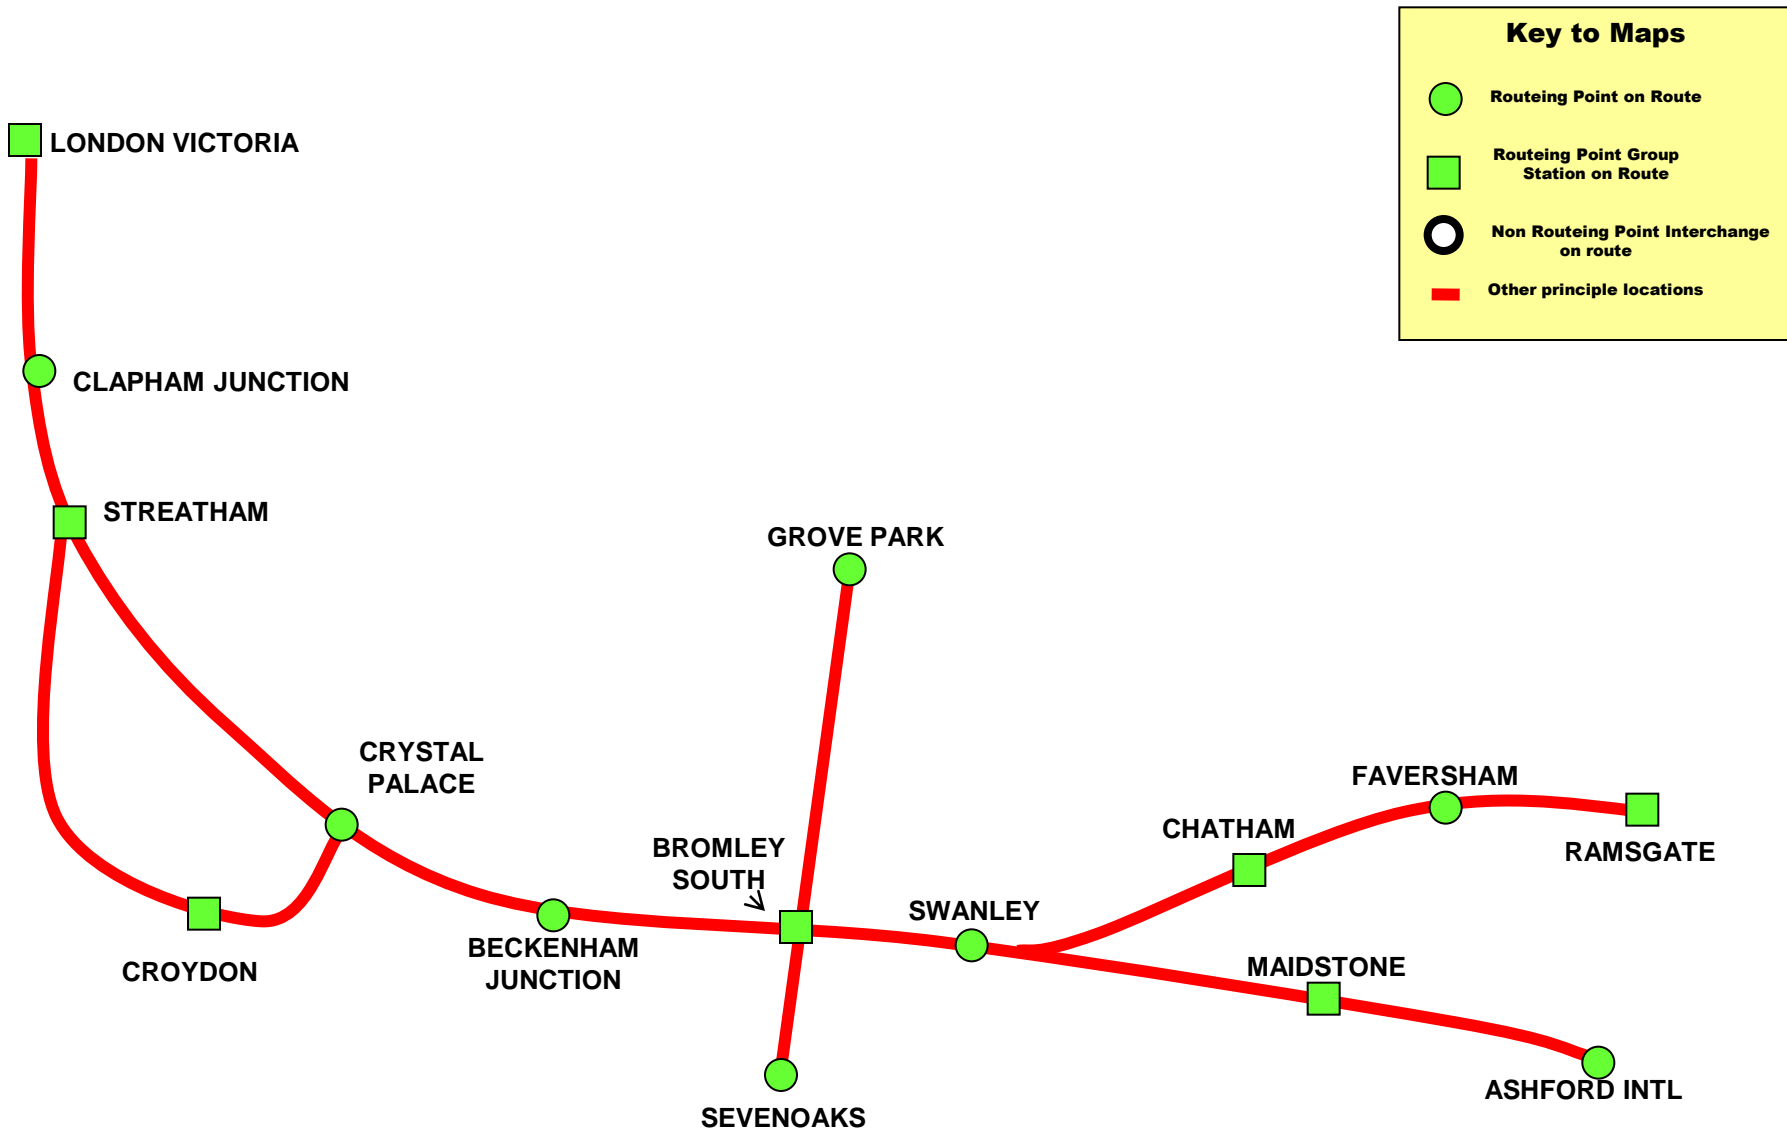 Key to Maps
Routeing Point on Route
Routeing Point Group
Station on Route
Non Routeing Point Interchange
on route
Other principle locations
LONDON VICTORIA
CLAPHAM JUNCTION
STREATHAM
GROVE PARK
CRYSTAL
PALACE
FAVERSHAM
CHATHAM
RAMSGATE
BROMLEY
SOUTH
SWANLEY
BECKENHAM
JUNCTION
CROYDON
MAIDSTONE
ASHFORD INTL
SEVENOAKS